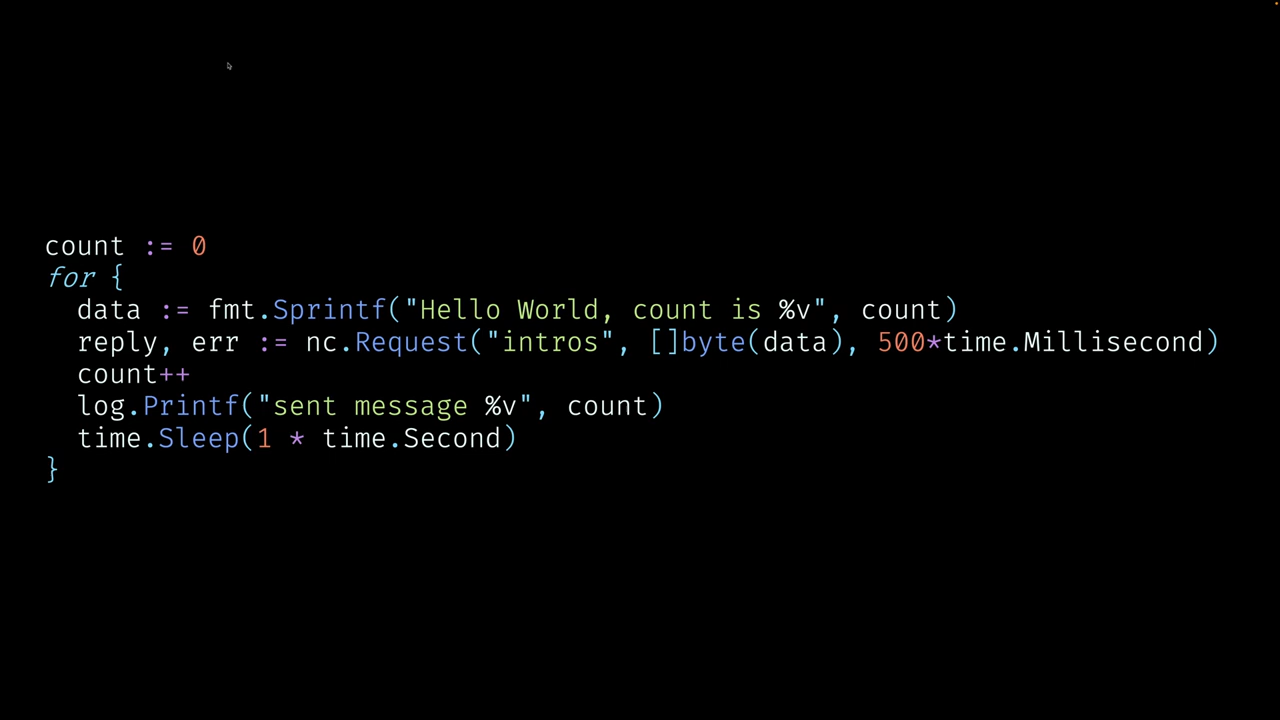 count := 0
for {
  data := fmt.Sprintf("Hello World, count is %v", count)
  reply, err := nc.Request("intros", []byte(data), 500*time.Millisecond)
  count++
  log.Printf("sent message %v", count)
  time.Sleep(1 * time.Second)
}